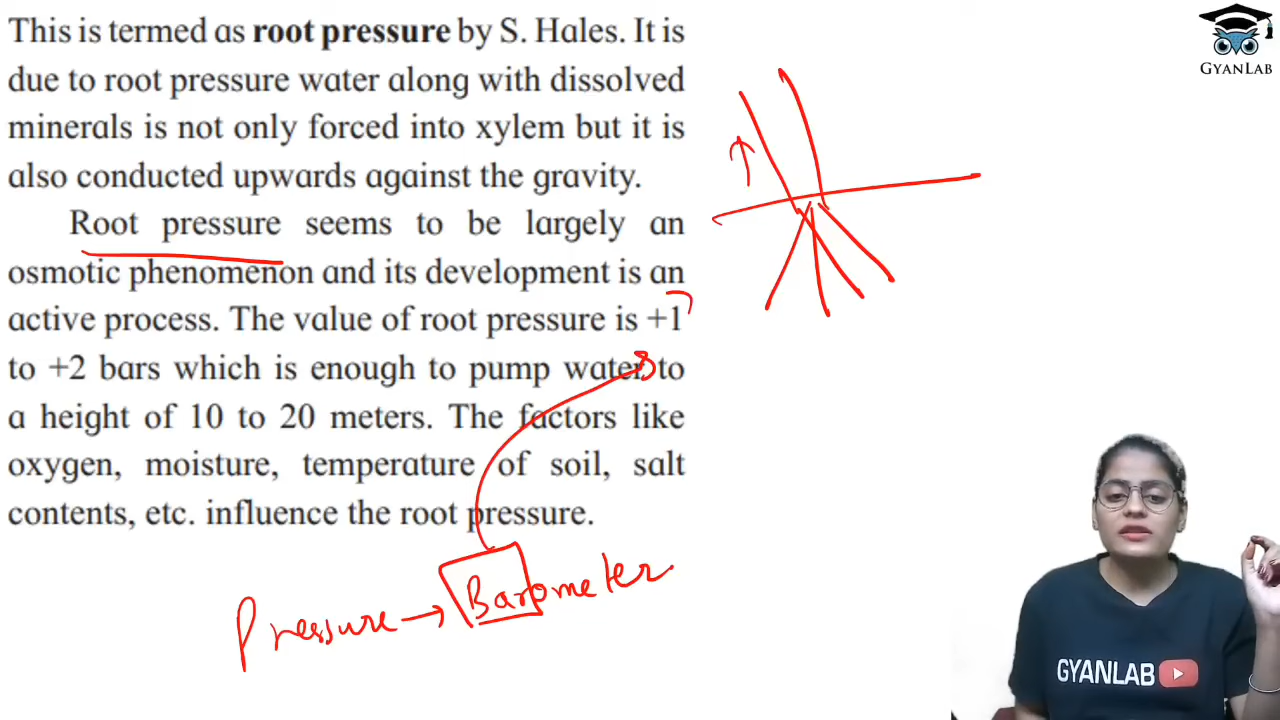 This is termed as root pressure by S. Hales. It is
due to root pressure water along with dissolved
minerals is not only forced into xylem but it is
also conducted upwards against the gravity.
Root pressure seems to be largely an
osmotic phenomenon and its development is an
active process. The value of root pressure is +1
to +2 bars which is enough to pump water, to
a height of 10 to 20 meters. The factors like
oxygen, moisture, temperature of soil, salt
contents, etc. influence the root pressure.
Pressure → Barometer
GYANLAB
GYANLAB